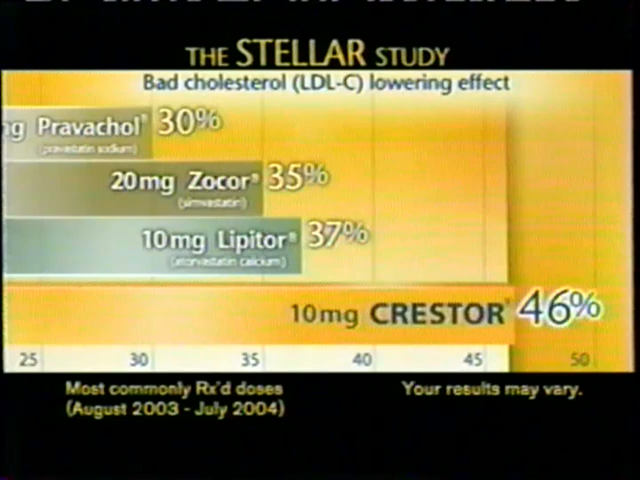 THE STELLAR STUDY
Bad cholesterol (LDL-C) lowering effect
Pravachol® 30%
(pravastatin sodium)
20mg Zocor® 35%
(simvastatin)
10mg Lipitor® 37%
(atorvastatin calcium)
10mg CRESTOR® 46%
25 30 35 40 45 50
Most commonly Rx'd doses
(August 2003 - July 2004)
Your results may vary.